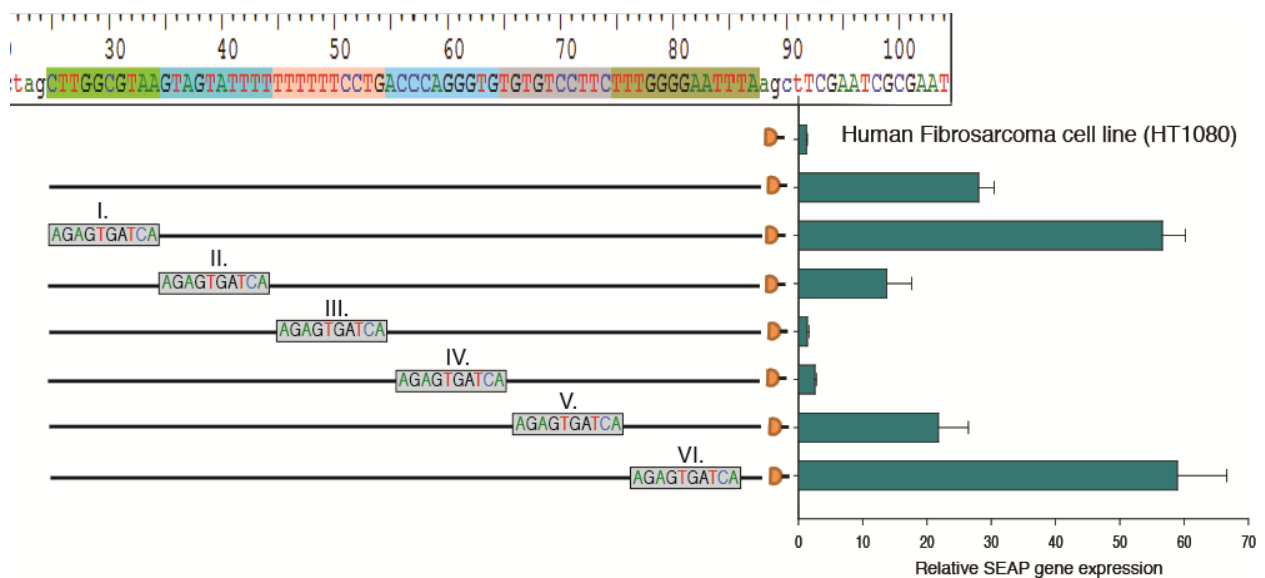 30 40 50 60 70 80 90 100
tagCTTGGCGTAAGTAGTATTTTTTTTTTCCTGACCCAGGGTGTGTGTCCTTCTTTGGGGAATTTAagctTCGAATCGCGAAT
Human Fibrosarcoma cell line (HT1080)
I.
AGAGTGATCA
II.
AGAGTGATCA
III.
AGAGTGATCA
IV.
AGAGTGATCA
V.
AGAGTGATCA
VI.
AGAGTGATCA
0 10 20 30 40 50 60 70
Relative SEAP gene expression